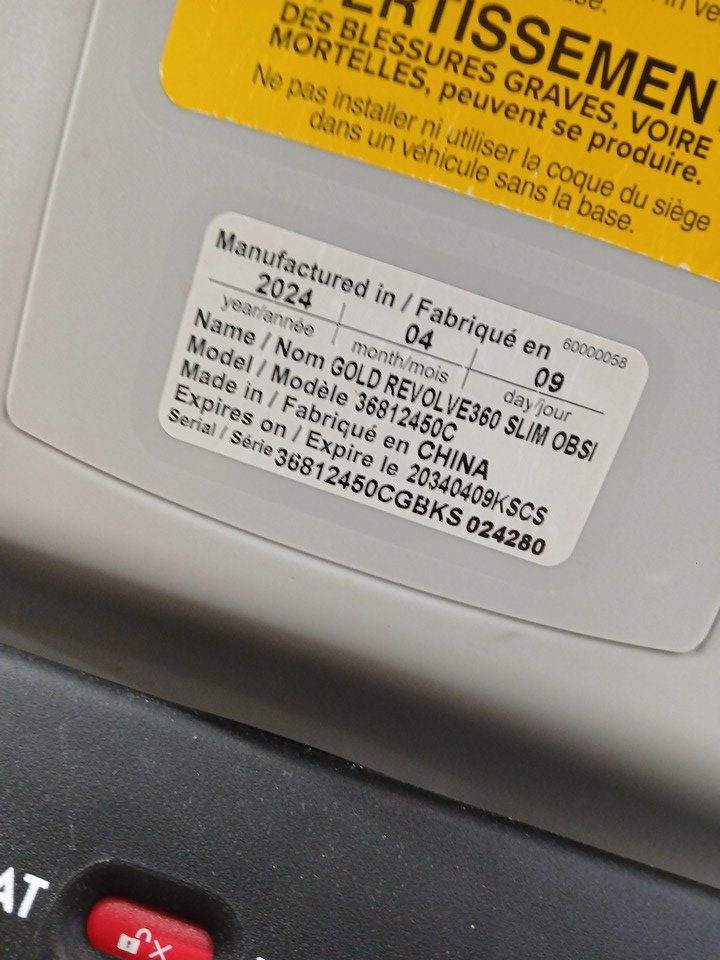 DES BLESSURES GRAVES, VOIRE
MORTELLES, peuvent se produire.
Ne pas installer ni utiliser la coque du siège
dans un véhicule sans la base.
Manufactured in / Fabriqué en 60000058
2024 04 09
year/année month/mois day/jour
Name / Nom GOLD REVOLVE360 SLIM OBSI
Model / Modèle 36812450C
Made in / Fabriqué en CHINA
Expires on / Expire le 20340409KSCS
Serial / Série 36812450CGBKS 024280